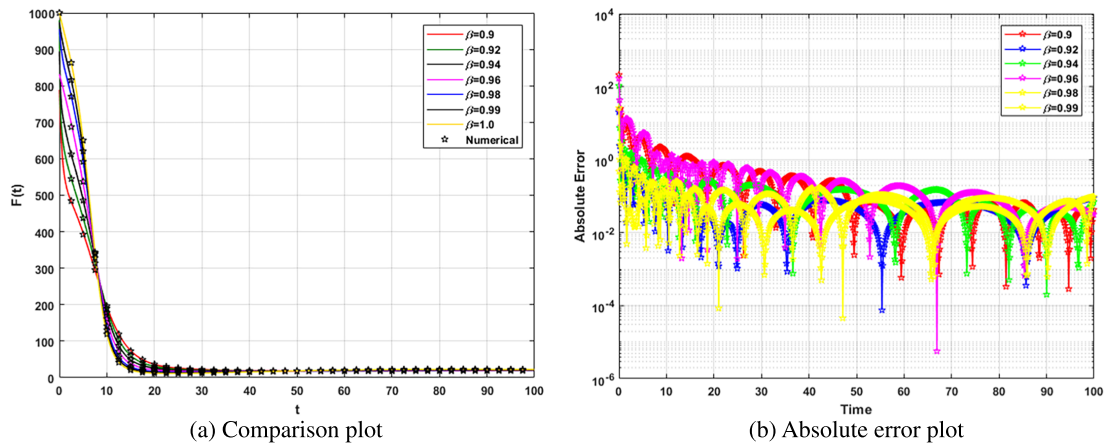 1000
900
800
700
600
500
400
300
200
100
0
F(t)
0 10 20 30 40 50 60 70 80 90 100
t
β=0.9
β=0.92
β=0.94
β=0.96
β=0.98
β=0.99
β=1.0
Numerical
(a) Comparison plot
10^4
10^2
10^0
10^-2
10^-4
10^-6
Absolute Error
0 10 20 30 40 50 60 70 80 90 100
Time
β=0.9
β=0.92
β=0.94
β=0.96
β=0.98
β=0.99
(b) Absolute error plot